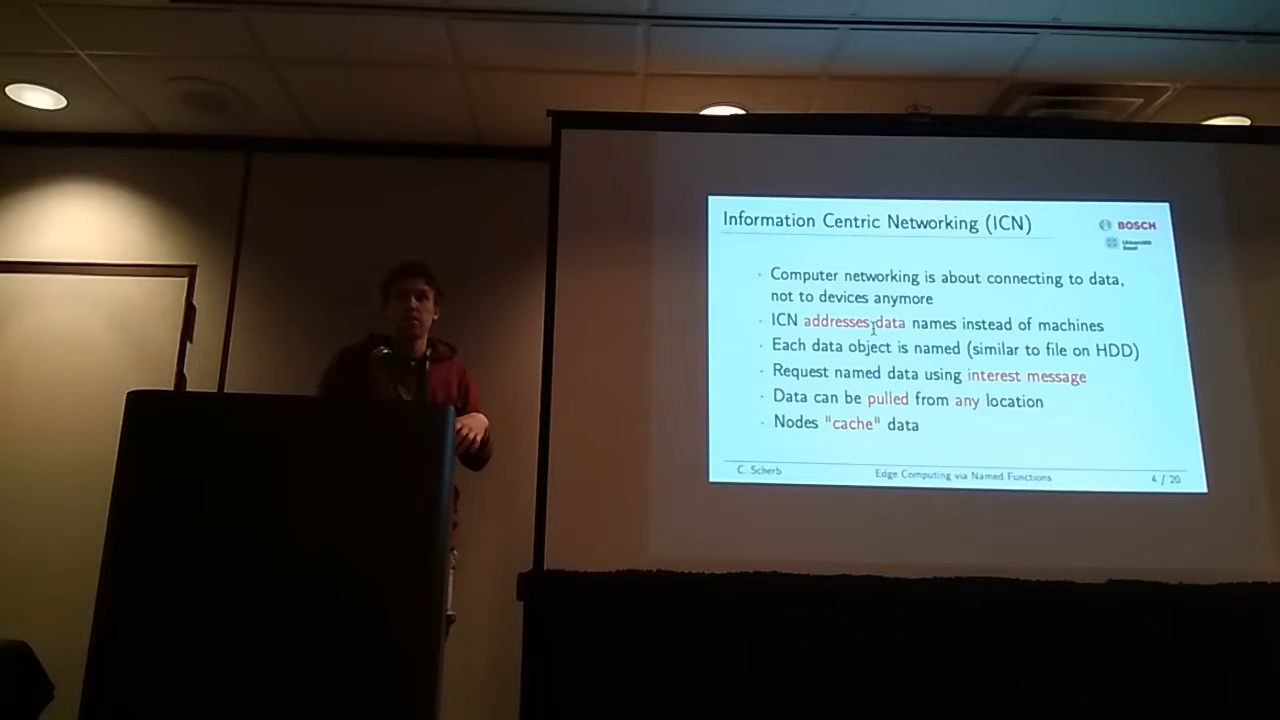 Information Centric Networking (ICN)
BOSCH
Universität
Basel
· Computer networking is about connecting to data,
not to devices anymore
· ICN addresses data names instead of machines
· Each data object is named (similar to file on HDD)
· Request named data using interest message
· Data can be pulled from any location
· Nodes "cache" data
C. Scherb
Edge Computing via Named Functions
4 / 20